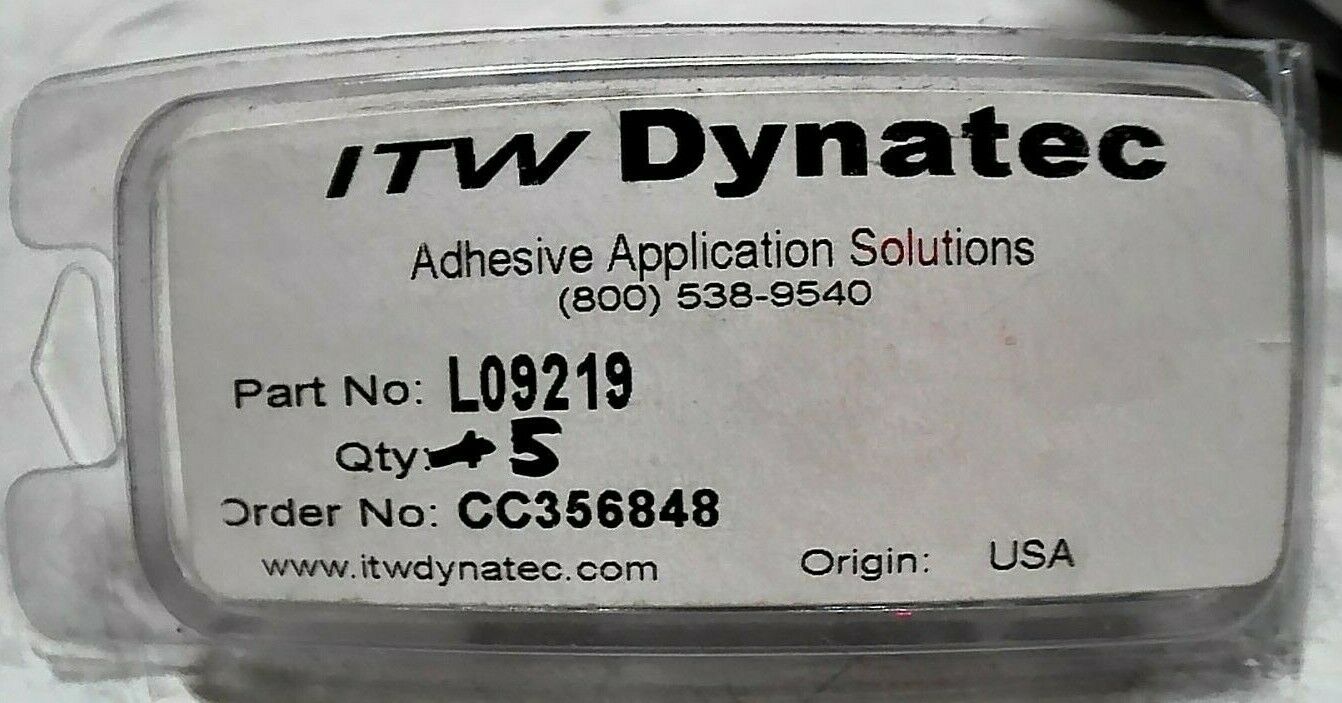 ITW Dynatec
Adhesive Application Solutions
(800) 538-9540
Part No: L09219
Qty: 5
Order No: CC356848
www.itwdynatec.com Origin: USA